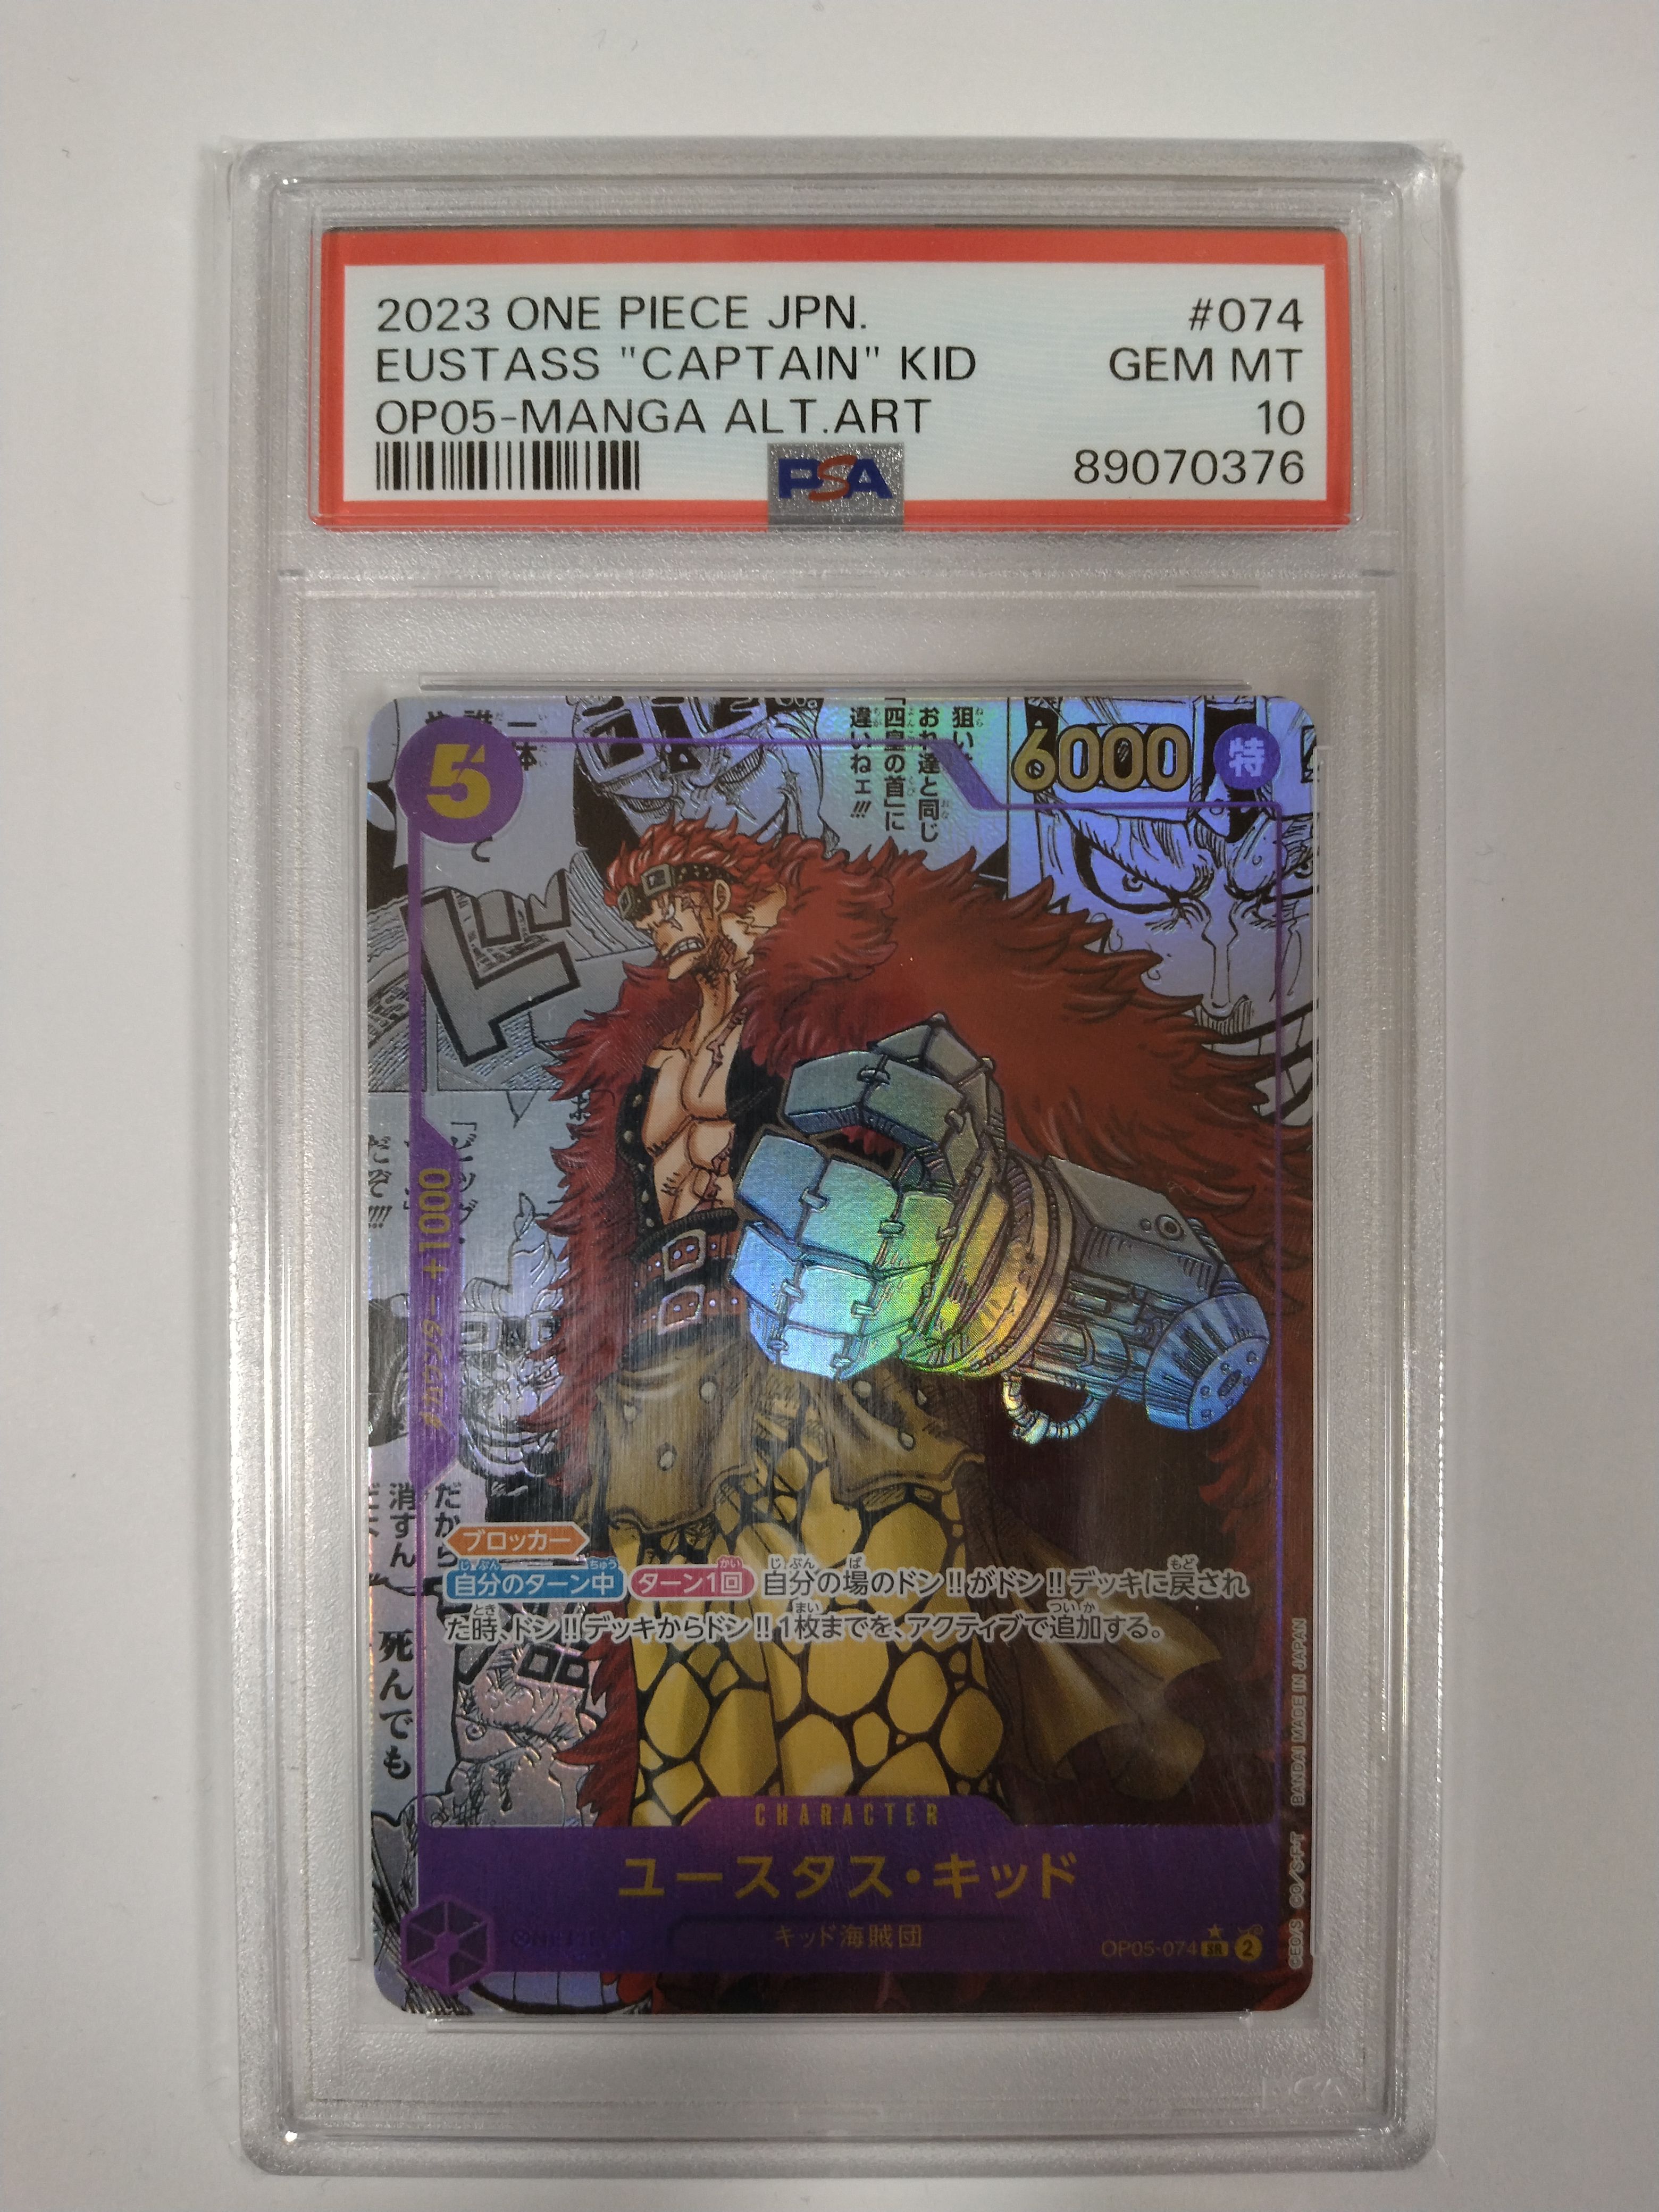 2023 ONE PIECE JPN. #074
EUSTASS "CAPTAIN" KID GEM MT
OP05-MANGA ALT.ART 10
PSA 89070376
5
6000 特
狙い
おれ達と同じ
「四皇の首」に
違いねェ!!!
ド
カウンター +1000
だから
消すん
死んでも
ブロッカー
自分のターン中 ターン1回 自分の場のドン!!がドン!!デッキに戻され
た時、ドン!!デッキからドン!!1枚までを、アクティブで追加する。
CHARACTER
ユースタス・キッド
キッド海賊団
OP05-074 SR 2
BANDAI MADE IN JAPAN